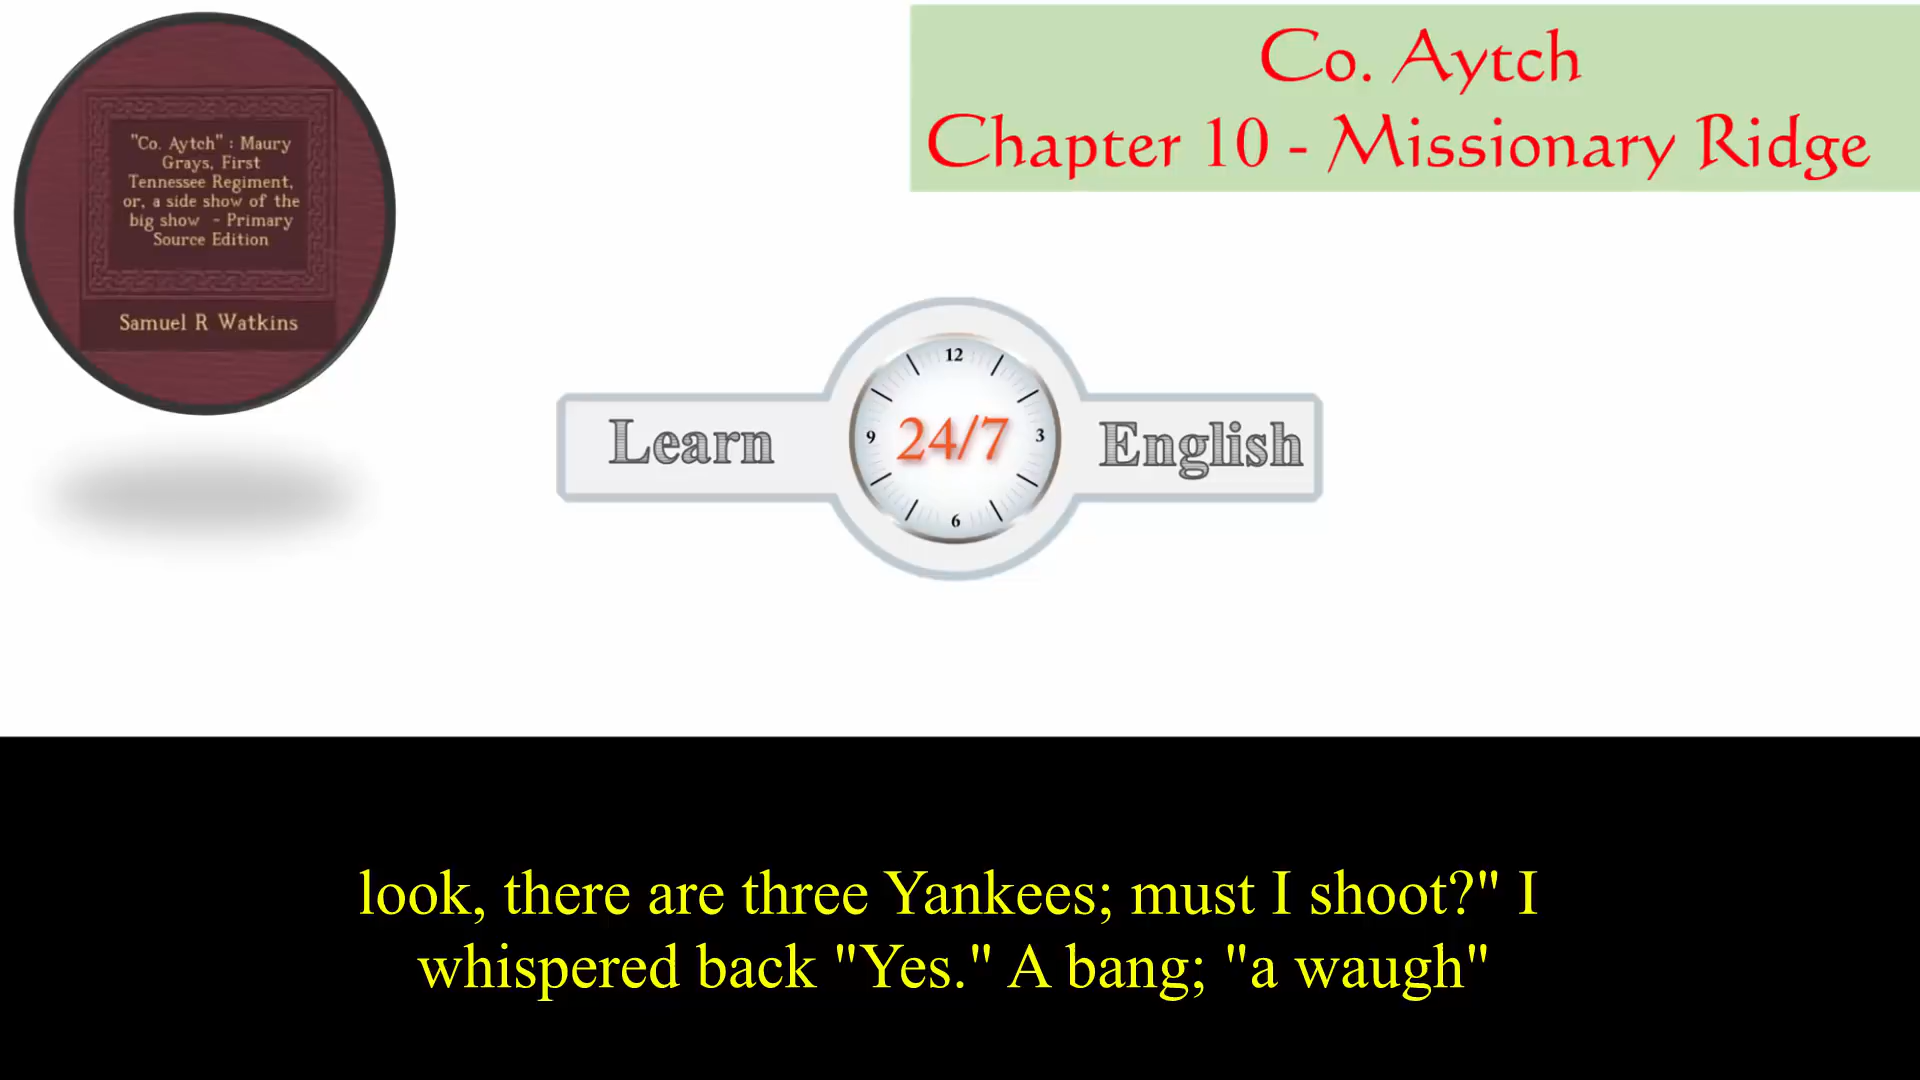 "Co. Aytch" : Maury
Grays, First
Tennessee Regiment,
or, a side show of the
big show - Primary
Source Edition
Samuel R Watkins
Co. Aytch
Chapter 10 - Missionary Ridge
12
Learn
9
24/7
3
English
6
look, there are three Yankees; must I shoot?" I
whispered back "Yes." A bang; "a waugh"